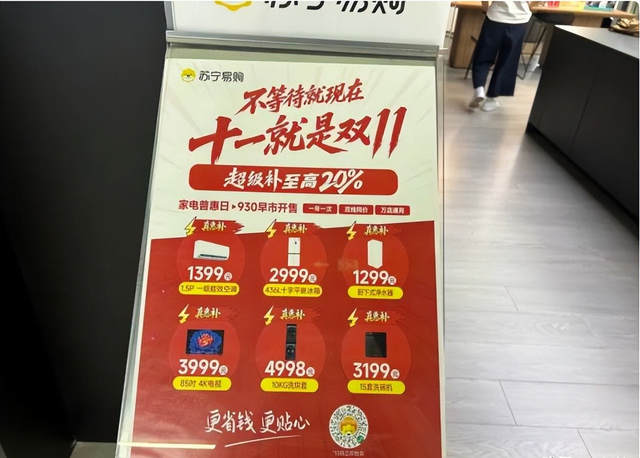 苏宁易购
苏宁易购
不等待就现在
十一就是双11
超级补至高20%
家电普惠日▸930早市开售 一年一次 双线同价 万店通用
真惠补 真惠补 真惠补
1399元 2999元 1299元
1.5P 一级能效空调 436L十字平嵌冰箱 厨下式净水器
真惠补 真惠补 真惠补
3999元 4998元 3199元
85吋 4K电视 10KG洗烘套 15套洗碗机
更省钱 更贴心